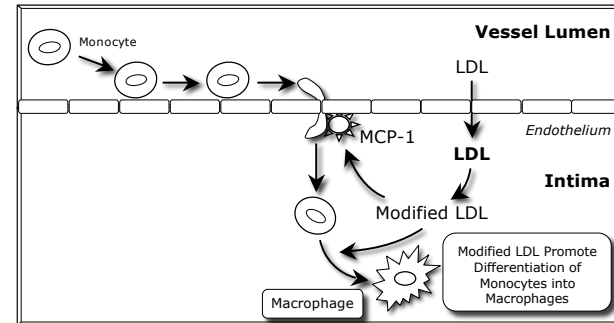 Vessel Lumen
Monocyte
LDL
Endothelium
MCP-1
LDL
Intima
Modified LDL
Modified LDL Promote
Differentiation of
Monocytes into
Macrophages
Macrophage